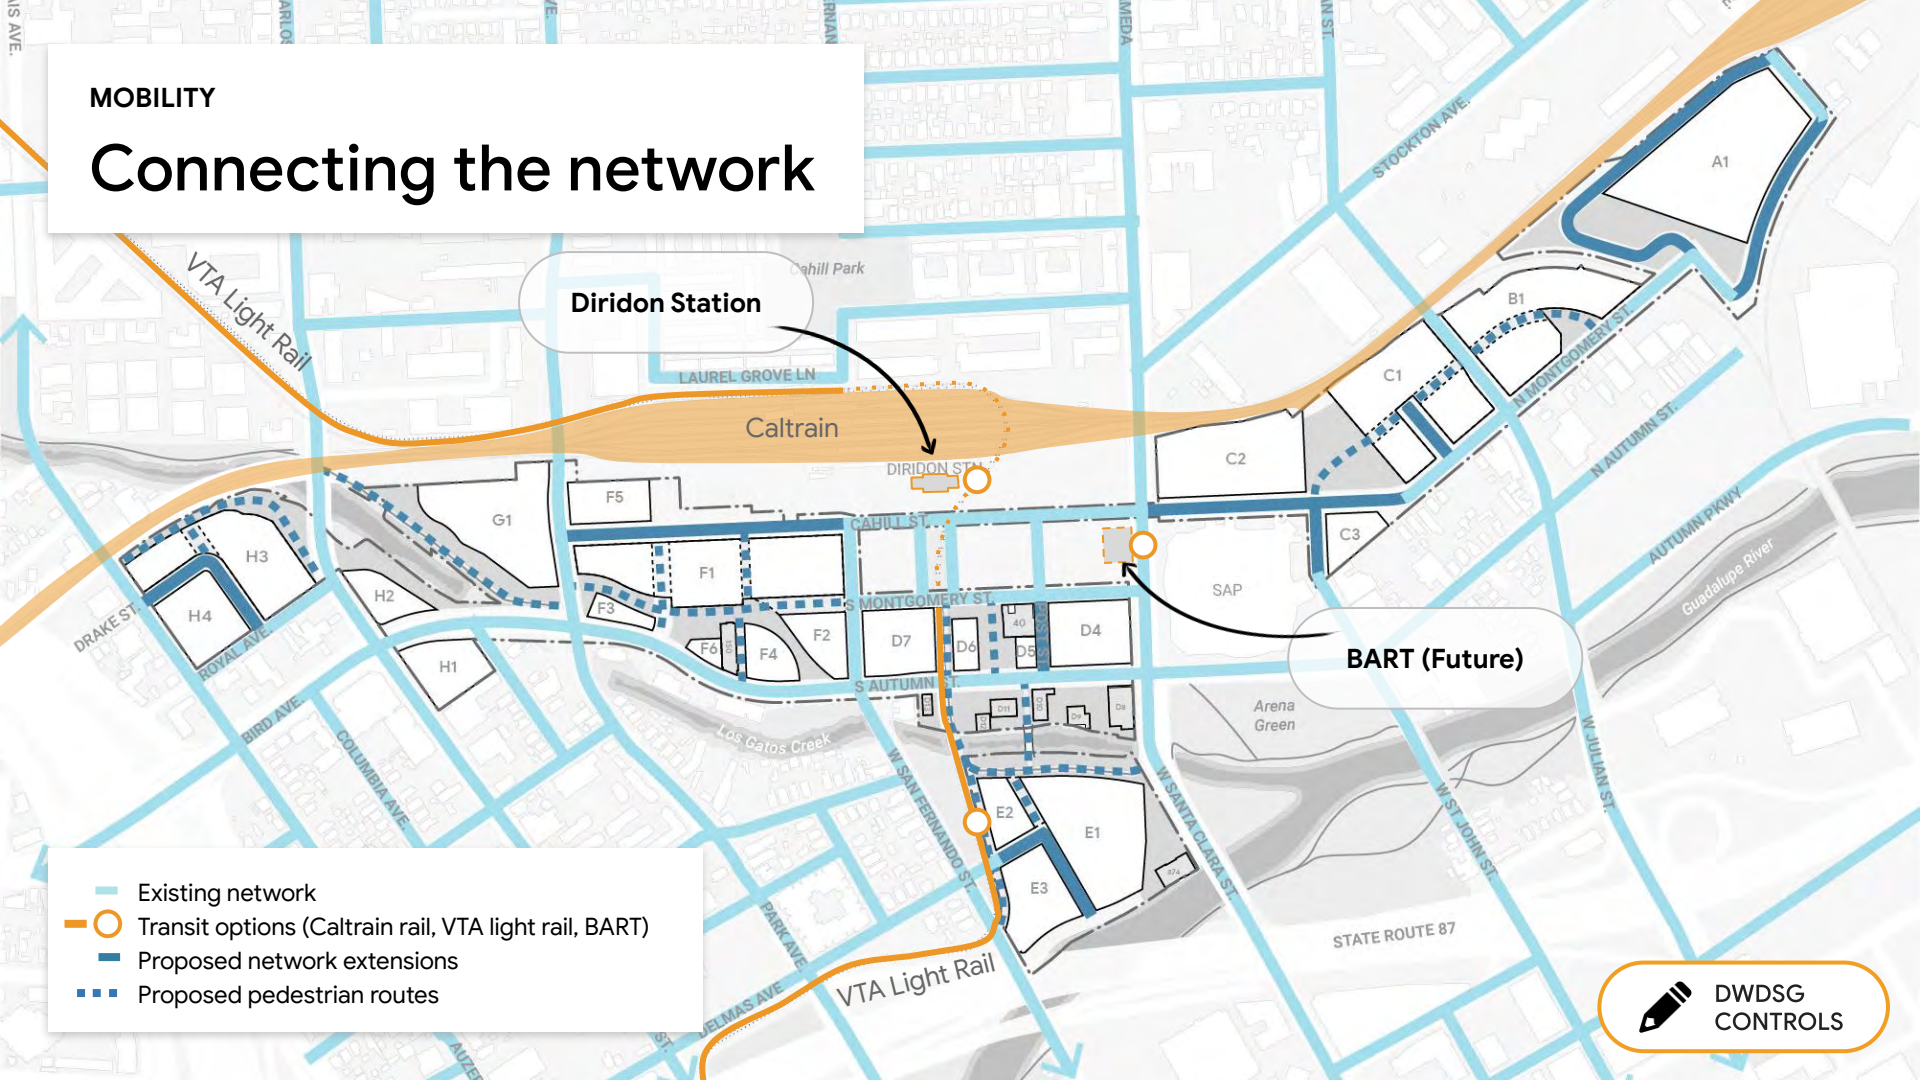 MOBILITY
Connecting the network
STOCKTON AVE.
Cahill Park
VTA Light Rail
Diridon Station
LAUREL GROVE LN
Caltrain
DIRIDON STN
CAHILL ST.
S MONTGOMERY ST.
S AUTUMN ST.
N MONTGOMERY ST.
N AUTUMN ST.
AUTUMN PKWY
Guadalupe River
A1
B1
C1
C2
C3
SAP
G1
F5
F1
F3
F2
F6
F4
H3
H4
H2
H1
D7
D6
40
D5
D4
D11
D10
D9
D8
E2
E1
E3
DRAKE ST.
ROYAL AVE.
BIRD AVE.
COLUMBIA AVE.
Los Gatos Creek
W SAN FERNANDO ST.
W SANTA CLARA ST.
W ST JOHN ST.
W JULIAN ST.
Arena
Green
BART (Future)
PARK AVE.
DELMAS AVE
VTA Light Rail
STATE ROUTE 87
Existing network
Transit options (Caltrain rail, VTA light rail, BART)
Proposed network extensions
Proposed pedestrian routes
DWDSG
CONTROLS